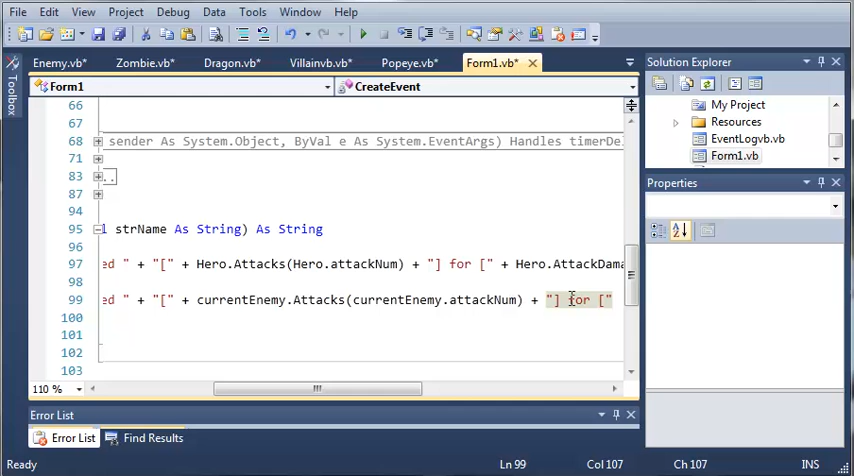 File Edit View Project Debug Data Tools Window Help
Enemy.vb* Zombie.vb* Dragon.vb* Villainvb.vb* Popeye.vb* Form1.vb*
Toolbox
Form1 CreateEvent
66
67
68 sender As System.Object, ByVal e As System.EventArgs) Handles timerDel
71
83 ..
87
94
95 l strName As String) As String
96
97 ed " + "[" + Hero.Attacks(Hero.attackNum) + "] for [" + Hero.AttackDama
98
99 ed " + "[" + currentEnemy.Attacks(currentEnemy.attackNum) + "] for ["
100
101
102
103
110 %
Solution Explorer
My Project
Resources
EventLogvb.vb
Form1.vb
Properties
Error List
Error List Find Results
Ready Ln 99 Col 107 Ch 107 INS